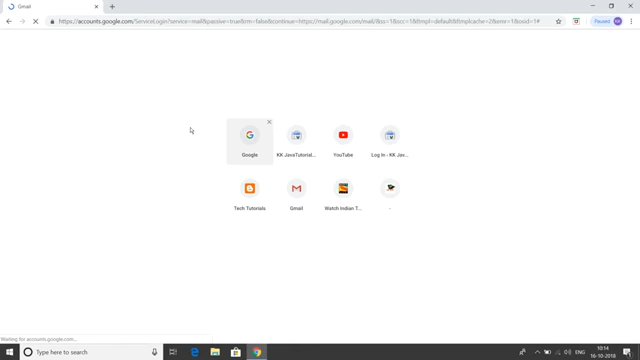 Gmail
https://accounts.google.com/ServiceLogin?service=mail&passive=true&rm=false&continue=https://mail.google.com/mail/&ss=1&scc=1&ltmpl=default&ltmplcache=2&emr=1&osid=1#
Paused
KK
Google
KK JavaTutorial...
YouTube
Log In - KK Jav...
Tech Tutorials
Gmail
Watch Indian T...
-
Waiting for accounts.google.com...
Type here to search
ENG
10:14
16-10-2018